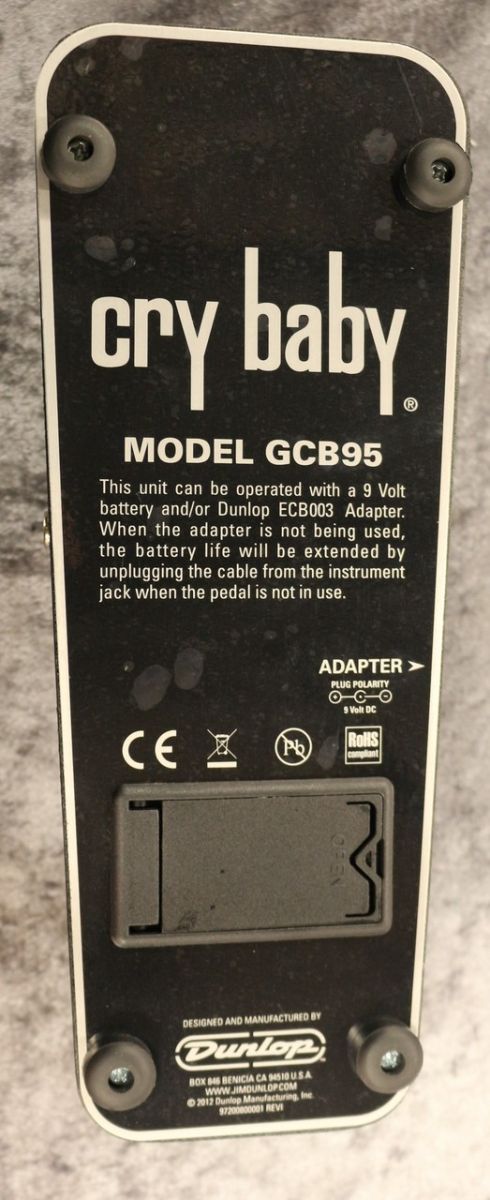 cry baby®
MODEL GCB95
This unit can be operated with a 9 Volt
battery and/or Dunlop ECB003 Adapter.
When the adapter is not being used,
the battery life will be extended by
unplugging the cable from the instrument
jack when the pedal is not in use.
ADAPTER ➤
PLUG POLARITY
9 Volt DC
CE
Pb
RoHS
compliant
OPEN
DESIGNED AND MANUFACTURED BY
Dunlop
BOX 846 BENICIA CA 94510 U.S.A.
WWW.JIMDUNLOP.COM
© 2012 Dunlop Manufacturing, Inc.
97200800001 REVI